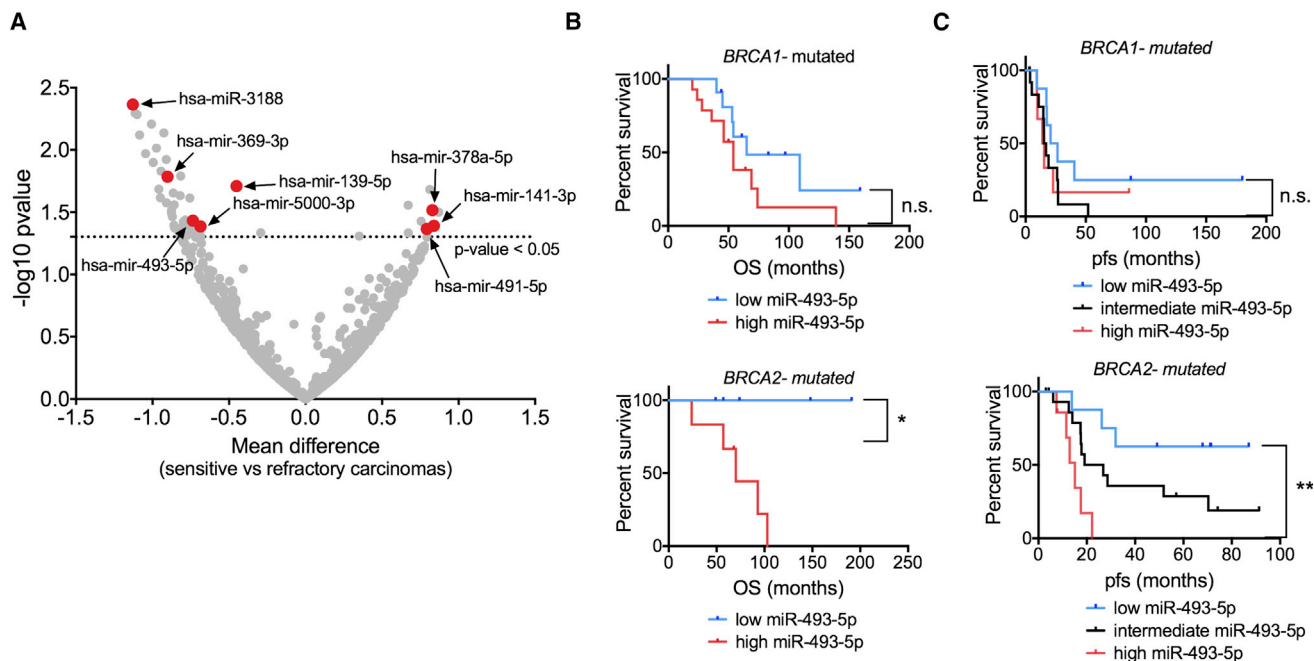 A
2.5
2.0
1.5
1.0
0.5
0.0
-log10 pvalue
hsa-miR-3188
hsa-mir-369-3p
hsa-mir-139-5p
hsa-mir-5000-3p
hsa-mir-493-5p
hsa-mir-378a-5p
hsa-mir-141-3p
p-value < 0.05
hsa-mir-491-5p
-1.5 -1.0 -0.5 0.0 0.5 1.0 1.5
Mean difference
(sensitive vs refractory carcinomas)
B
BRCA1- mutated
Percent survival
100
50
0
n.s.
0 50 100 150 200
OS (months)
low miR-493-5p
high miR-493-5p
BRCA2- mutated
Percent survival
100
50
0
*
0 50 100 150 200 250
OS (months)
low miR-493-5p
high miR-493-5p
C
BRCA1- mutated
Percent survival
100
50
0
n.s.
0 50 100 150 200
pfs (months)
low miR-493-5p
intermediate miR-493-5p
high miR-493-5p
BRCA2- mutated
Percent survival
100
50
0
**
0 20 40 60 80 100
pfs (months)
low miR-493-5p
intermediate miR-493-5p
high miR-493-5p